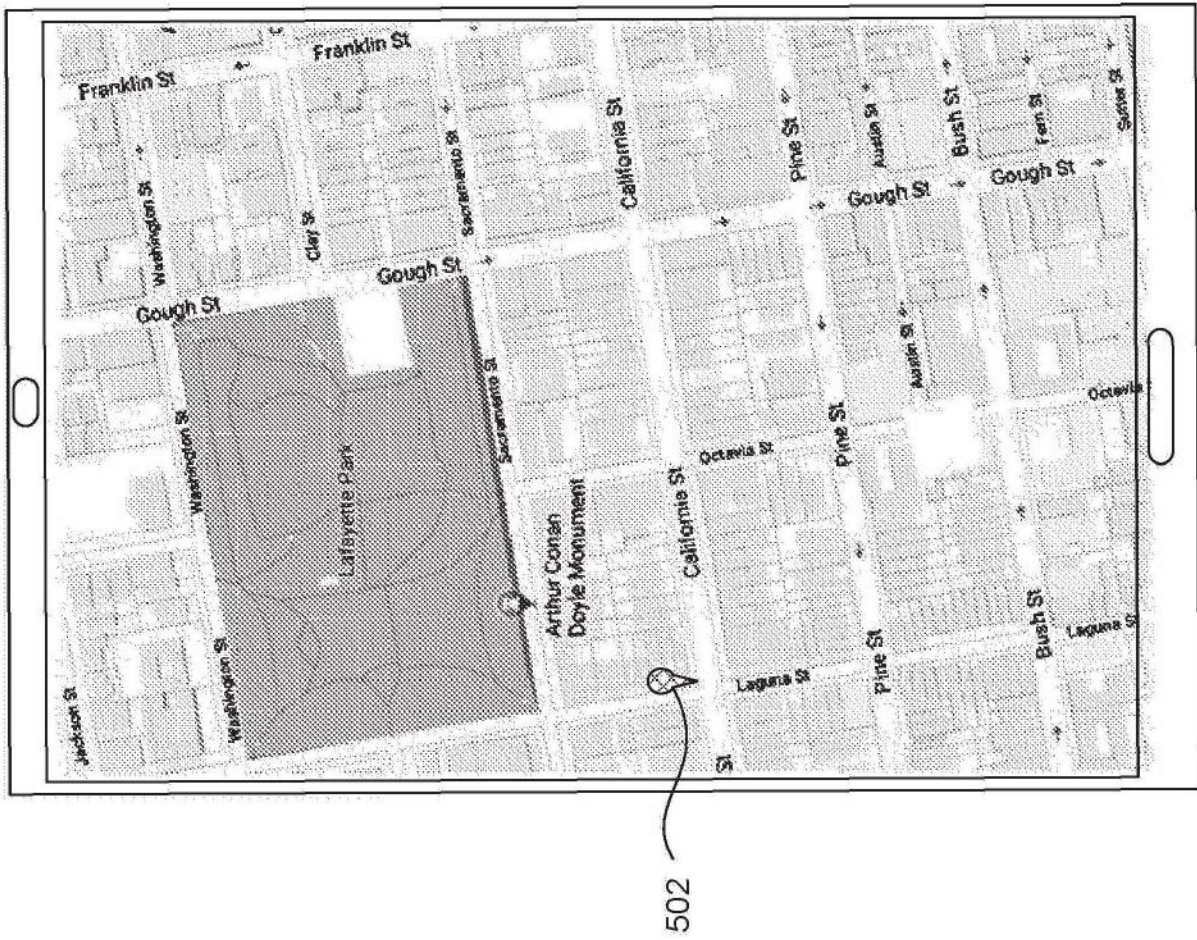 Franklin St
Franklin St
Jackson St
Washington St
Washington St
Washington St
Gough St
Clay St
Gough St
Sacramento St
Sacramento St
Lafayette Park
Arthur Conan
Doyle Monument
California St
California St
St
Octavia St
Laguna St
Pine St
Pine St
Pine St
Austin St
Austin St
Gough St
Gough St
Bush St
Bush St
Fern St
Sutter St
Octavia
Laguna S
502